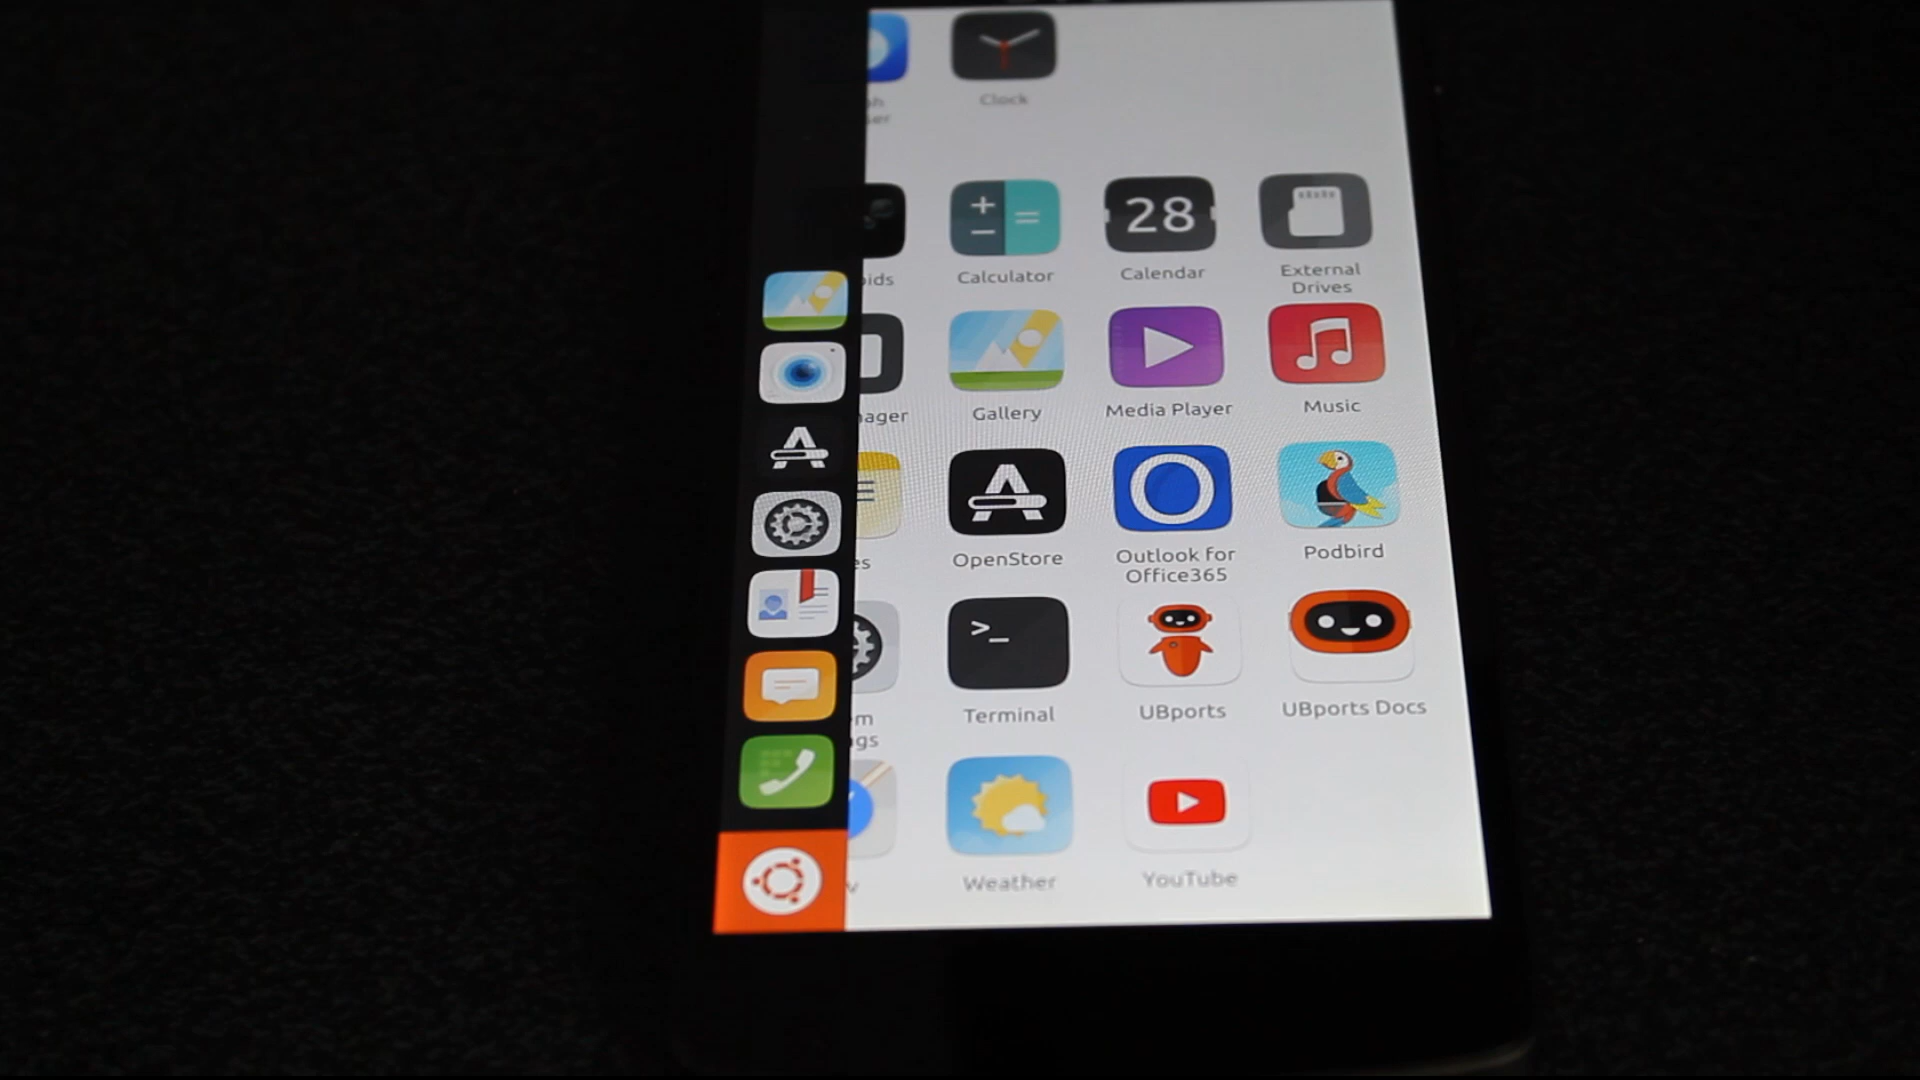 Clock
28
Calculator
Calendar
External
Drives
Gallery
Media Player
Music
OpenStore
Outlook for
Office365
Podbird
>_
Terminal
UBports
UBports Docs
Weather
YouTube